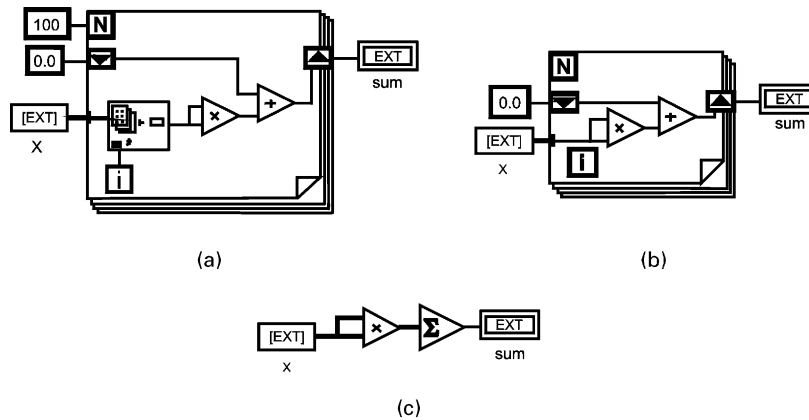 100
N
0.0
EXT
sum
[EXT]
X
+
×
+
i
(a)
N
0.0
EXT
sum
[EXT]
X
×
+
i
(b)
[EXT]
X
×
Σ
EXT
sum
(c)